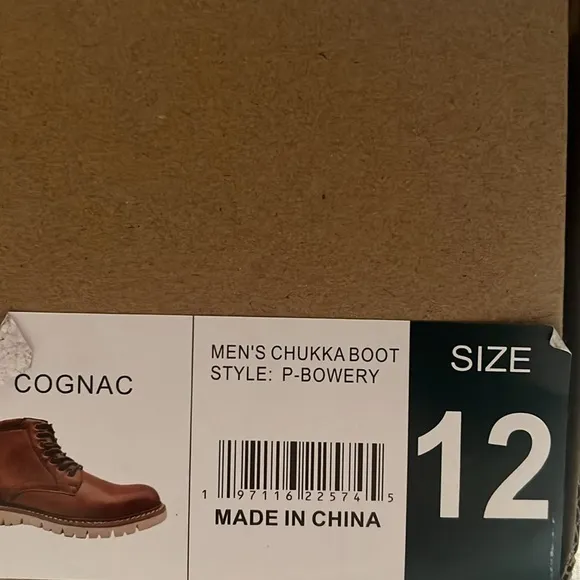 COGNAC
MEN'S CHUKKA BOOT
STYLE: P-BOWERY
1 97116 22574 5
MADE IN CHINA
SIZE
12